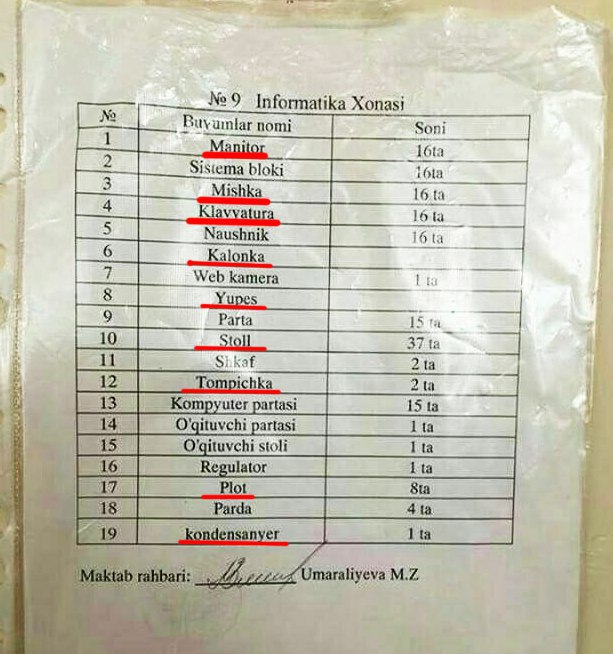 № 9 Informatika Xonasi
№ Buyumlar nomi Soni
1 Manitor 16ta
2 Sistema bloki 16ta
3 Mishka 16 ta
4 Klavvatura 16 ta
5 Naushnik 16 ta
6 Kalonka
7 Web kamera 1 ta
8 Yupes
9 Parta 15 ta
10 Stoll 37 ta
11 Shkaf 2 ta
12 Tompichka 2 ta
13 Kompyuter partasi 15 ta
14 O'qituvchi partasi 1 ta
15 O'qituvchi stoli 1 ta
16 Regulator 1 ta
17 Plot 8ta
18 Parda 4 ta
19 kondensanyer 1 ta
Maktab rahbari: Umaraliyeva M.Z